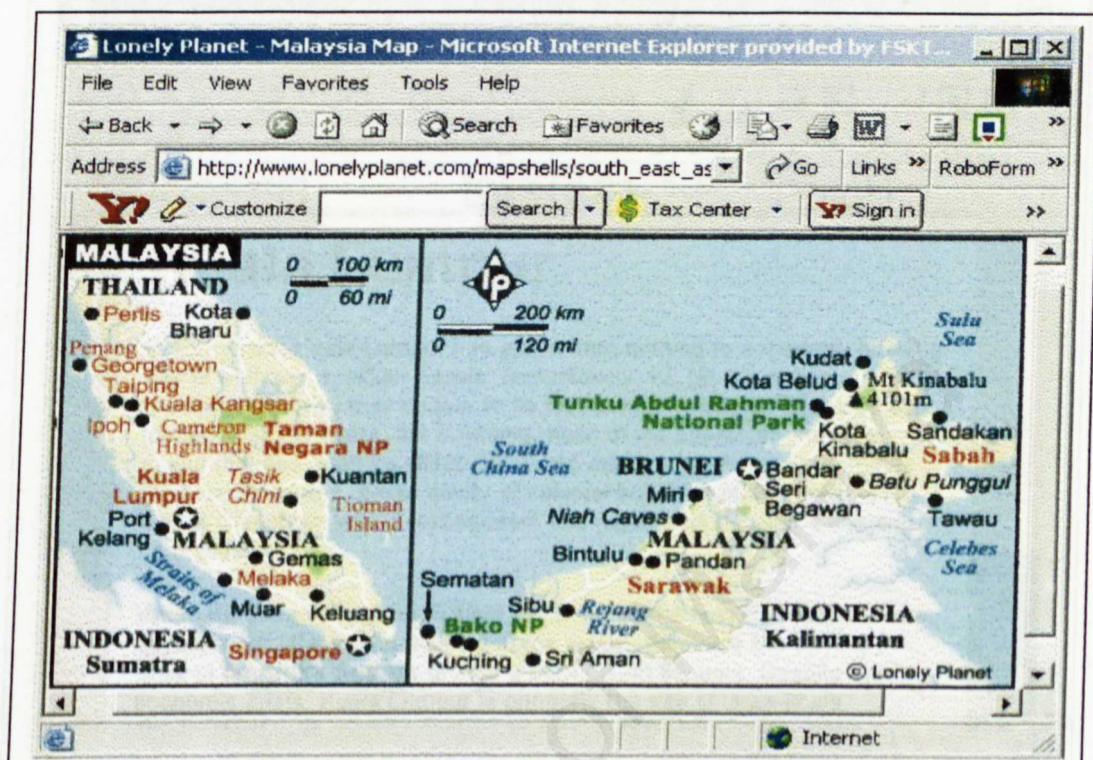 Lonely Planet - Malaysia Map - Microsoft Internet Explorer provided by FSKT...
File Edit View Favorites Tools Help
Back Search Favorites
Address http://www.lonelyplanet.com/mapshells/south_east_as Go Links » RoboForm »
Y! Customize Search Tax Center Y! Sign in »
MALAYSIA
THAILAND
0 100 km
0 60 mi
Perlis
Kota
Bharu
Penang
Georgetown
Taiping
Kuala Kangsar
Ipoh
Cameron
Highlands
Taman
Negara NP
Kuala
Lumpur
Tasik
Chini
Kuantan
Tioman
Island
Port
Kelang
MALAYSIA
Gemas
Straits of
Melaka
Melaka
Muar
Keluang
INDONESIA
Sumatra
Singapore
lp
0 200 km
0 120 mi
Sulu
Sea
Kudat
Kota Belud
Mt Kinabalu
4101m
Tunku Abdul Rahman
National Park
Kota
Kinabalu
Sandakan
Sabah
South
China Sea
BRUNEI
Bandar
Seri
Begawan
Batu Punggul
Miri
Niah Caves
Tawau
MALAYSIA
Celebes
Sea
Bintulu
Pandan
Sarawak
Sematan
Sibu
Rejang
River
INDONESIA
Kalimantan
Bako NP
Kuching
Sri Aman
© Lonely Planet
Internet